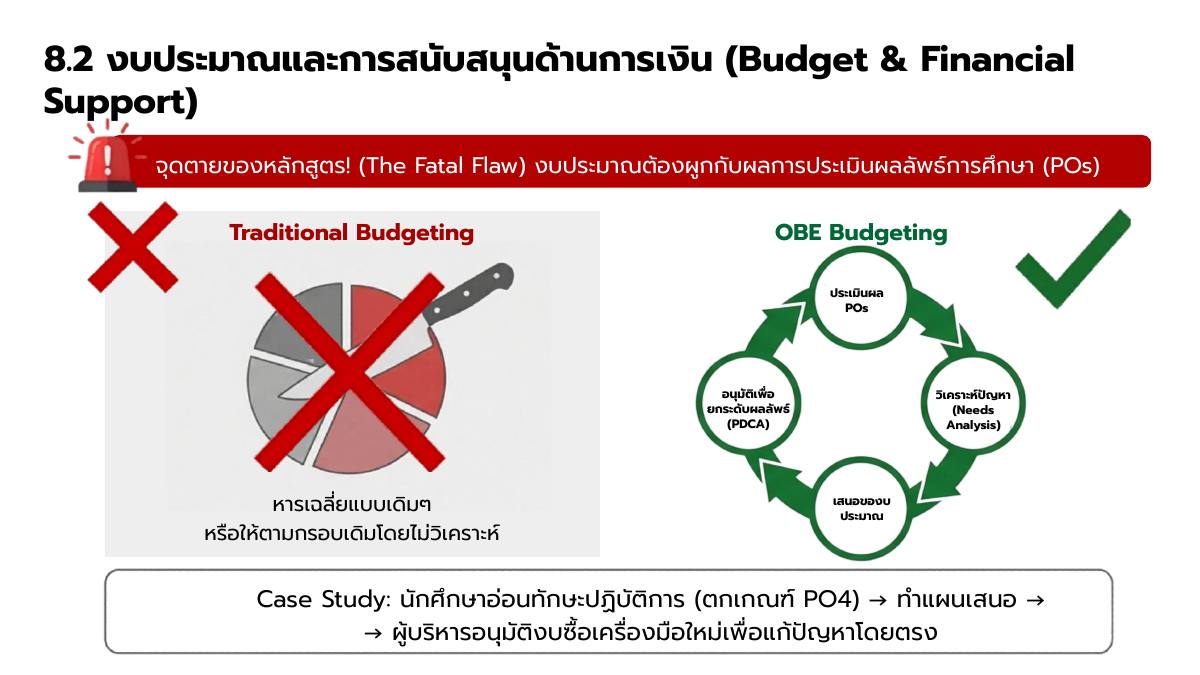 8.2 งบประมาณและการสนับสนุนด้านการเงิน (Budget & Financial
Support)
จุดตายของหลักสูตร! (The Fatal Flaw) งบประมาณต้องผูกกับผลการประเมินผลลัพธ์การศึกษา (POs)
Traditional Budgeting
หารเฉลี่ยแบบเดิมๆ
หรือให้ตามกรอบเดิมโดยไม่วิเคราะห์
OBE Budgeting
ประเมินผล
POs
วิเคราะห์ปัญหา
(Needs
Analysis)
เสนอของบ
ประมาณ
อนุมัติเพื่อ
ยกระดับผลลัพธ์
(PDCA)
Case Study: นักศึกษาอ่อนทักษะปฏิบัติการ (ตกเกณฑ์ PO4) → ทำแผนเสนอ →
→ ผู้บริหารอนุมัติงบซื้อเครื่องมือใหม่เพื่อแก้ปัญหาโดยตรง